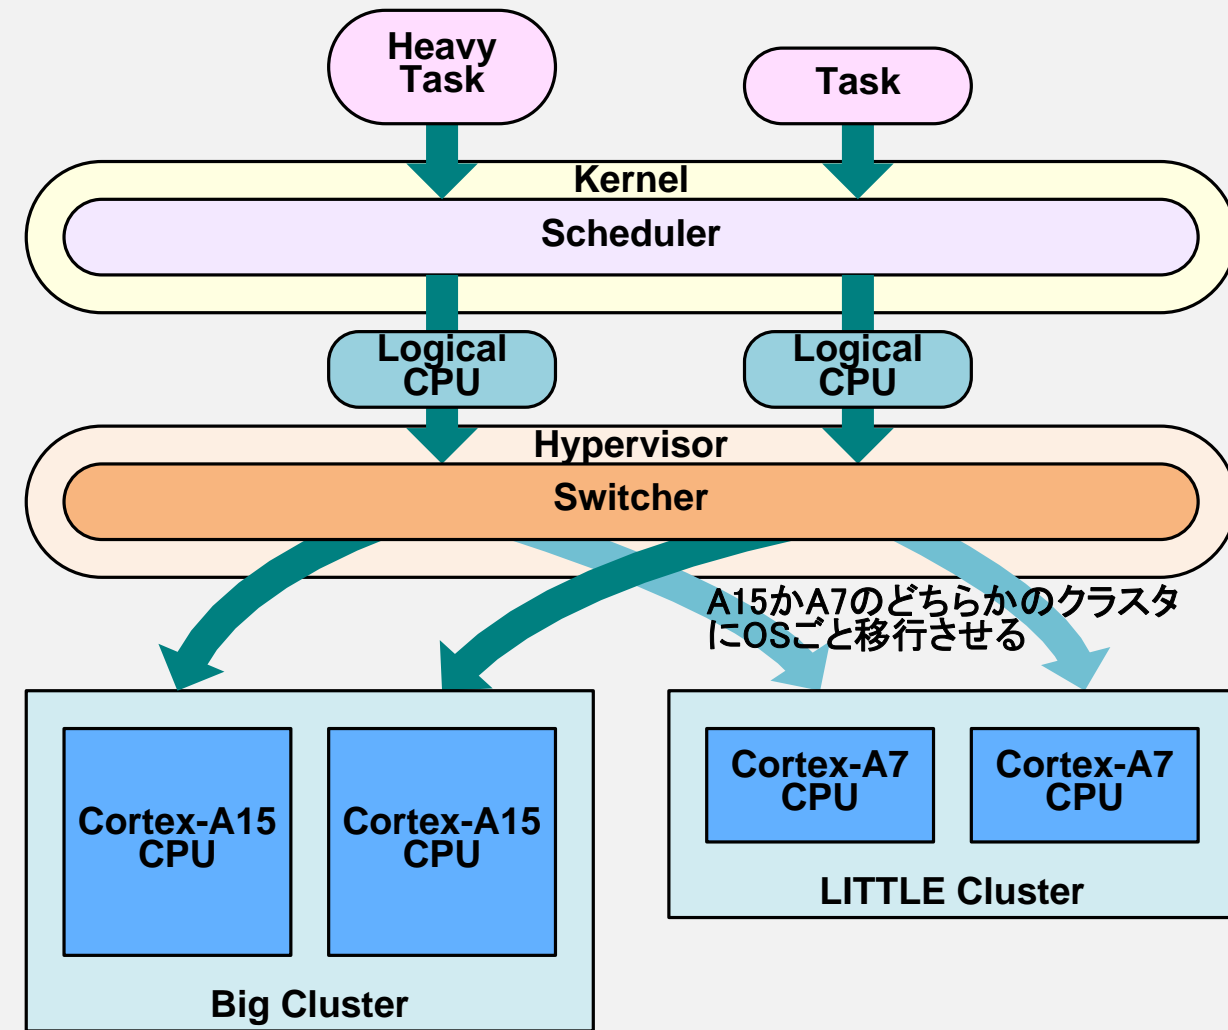 Heavy
Task
Task
Kernel
Scheduler
Logical
CPU
Logical
CPU
Hypervisor
Switcher
A15かA7のどちらかのクラスタ
にOSごと移行させる
Cortex-A15
CPU
Cortex-A15
CPU
Big Cluster
Cortex-A7
CPU
Cortex-A7
CPU
LITTLE Cluster